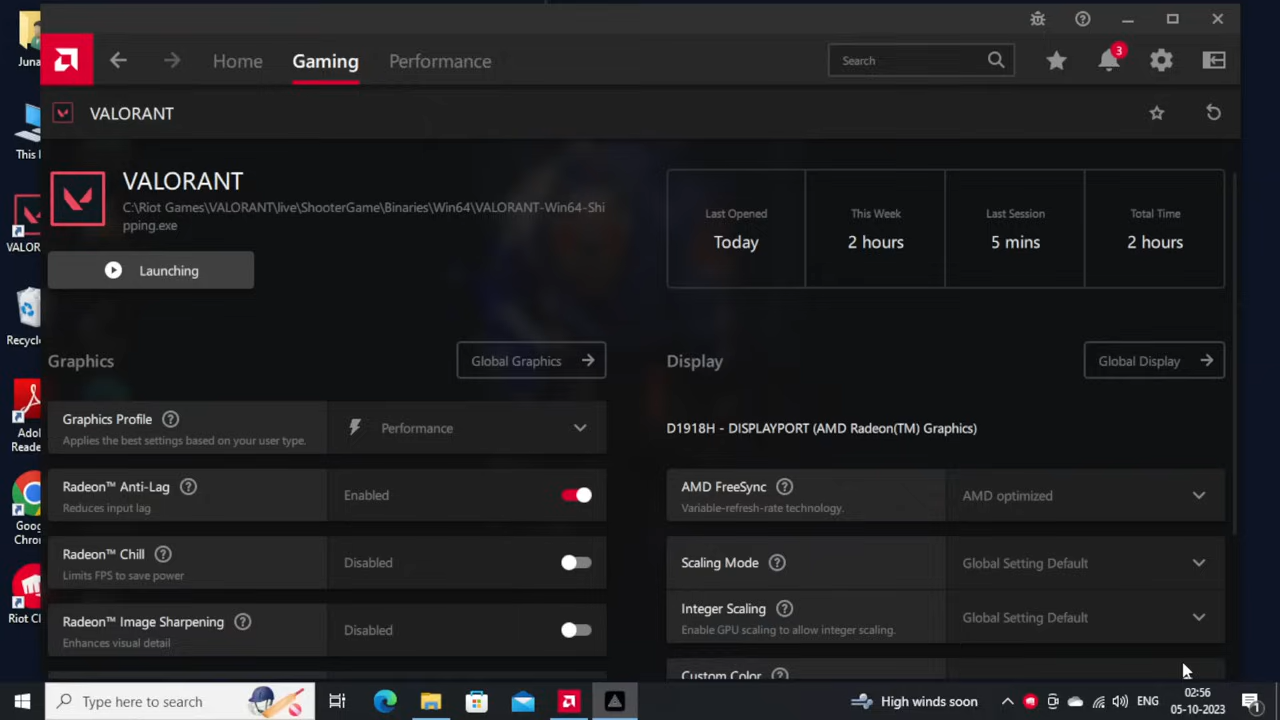 Juna
This
VALOR
Recyc
Adol
Reade
Goog
Chro
Riot Cl
3
Home
Gaming
Performance
Search
VALORANT
VALORANT
C:\Riot Games\VALORANT\live\ShooterGame\Binaries\Win64\VALORANT-Win64-Shi
pping.exe
Launching
Last Opened
Today
This Week
2 hours
Last Session
5 mins
Total Time
2 hours
Graphics
Global Graphics
Graphics Profile
Applies the best settings based on your user type.
Performance
Radeon™ Anti-Lag
Reduces input lag
Enabled
Radeon™ Chill
Limits FPS to save power
Disabled
Radeon™ Image Sharpening
Enhances visual detail
Disabled
Display
Global Display
D1918H - DISPLAYPORT (AMD Radeon(TM) Graphics)
AMD FreeSync
Variable-refresh-rate technology.
AMD optimized
Scaling Mode
Global Setting Default
Integer Scaling
Enable GPU scaling to allow integer scaling.
Global Setting Default
Custom Color
Type here to search
High winds soon
ENG
02:56
05-10-2023
1